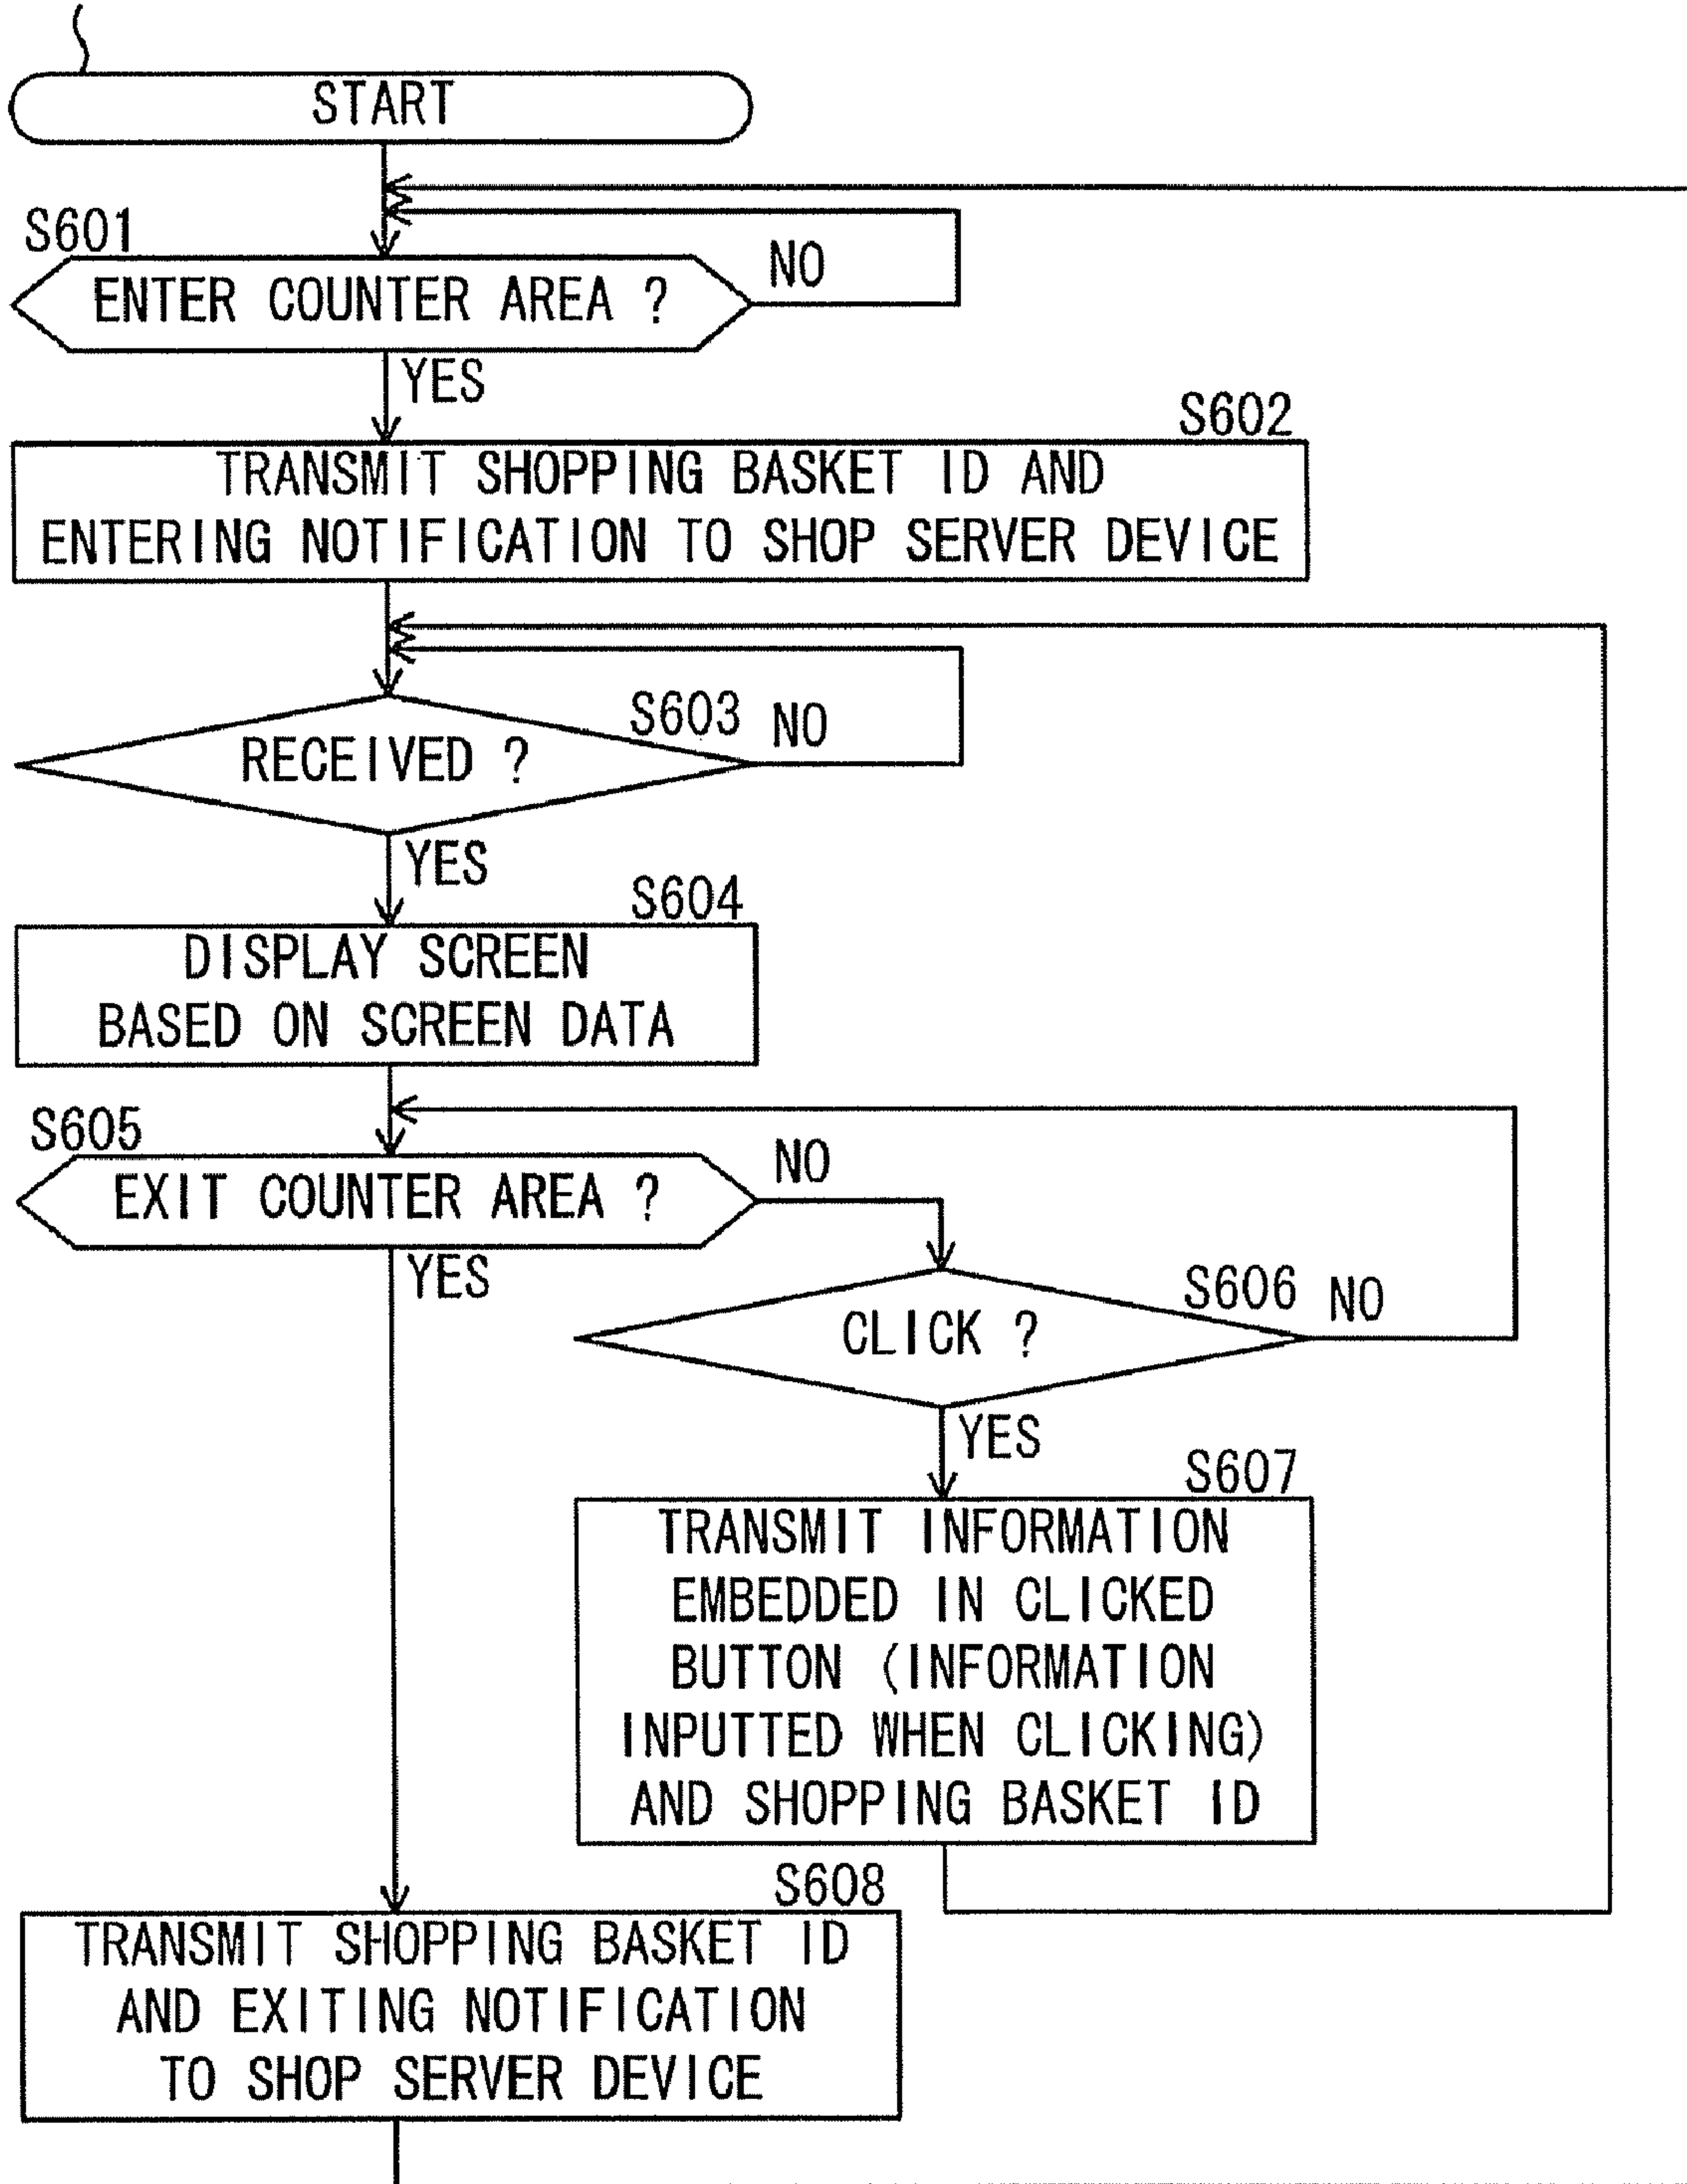 START
S601
ENTER COUNTER AREA ?
NO
YES
S602
TRANSMIT SHOPPING BASKET ID AND
ENTERING NOTIFICATION TO SHOP SERVER DEVICE
S603
NO
RECEIVED ?
YES
S604
DISPLAY SCREEN
BASED ON SCREEN DATA
S605
NO
EXIT COUNTER AREA ?
YES
S606
NO
CLICK ?
YES
S607
TRANSMIT INFORMATION
EMBEDDED IN CLICKED
BUTTON (INFORMATION
INPUTTED WHEN CLICKING)
AND SHOPPING BASKET ID
S608
TRANSMIT SHOPPING BASKET ID
AND EXITING NOTIFICATION
TO SHOP SERVER DEVICE